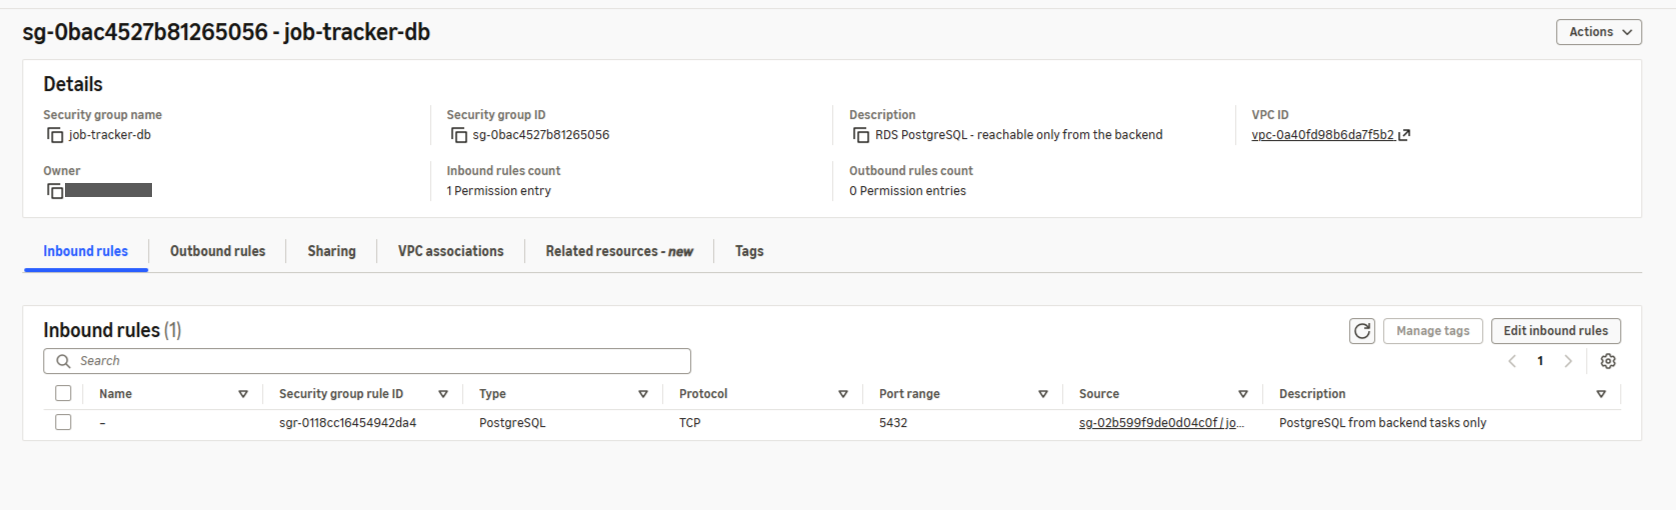 sg-0bac4527b81265056 - job-tracker-db
Actions
Details
Security group name
job-tracker-db
Security group ID
sg-0bac4527b81265056
Description
RDS PostgreSQL - reachable only from the backend
VPC ID
vpc-0a40fd98b6da7f5b2
Owner
Inbound rules count
1 Permission entry
Outbound rules count
0 Permission entries
Inbound rules Outbound rules Sharing VPC associations Related resources - new Tags
Inbound rules (1)
Manage tags
Edit inbound rules
Search
1
Name Security group rule ID Type Protocol Port range Source Description
– sgr-0118cc16454942da4 PostgreSQL TCP 5432 sg-02b599f9de0d04c0f / jo... PostgreSQL from backend tasks only